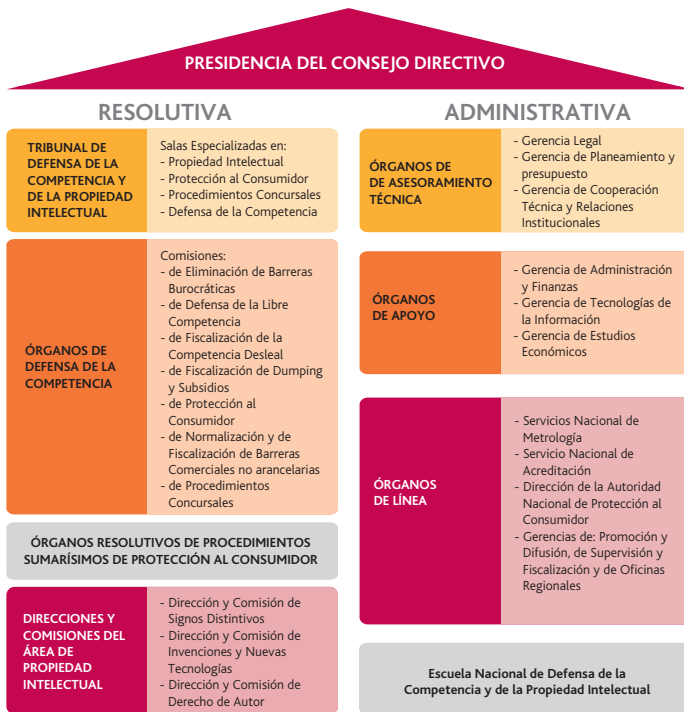 PRESIDENCIA DEL CONSEJO DIRECTIVO
RESOLUTIVA
TRIBUNAL DE
DEFENSA DE LA
COMPETENCIA Y
DE LA PROPIEDAD
INTELECTUAL
Salas Especializadas en:
- Propiedad Intelectual
- Protección al Consumidor
- Procedimientos Concursales
- Defensa de la Competencia
ÓRGANOS DE
DEFENSA DE LA
COMPETENCIA
Comisiones:
- de Eliminación de Barreras
Burocráticas
- de Defensa de la Libre
Competencia
- de Fiscalización de la
Competencia Desleal
- de Fiscalización de Dumping
y Subsidios
- de Protección al
Consumidor
- de Normalización y de
Fiscalización de Barreras
Comerciales no arancelarias
- de Procedimientos
Concursales
ÓRGANOS RESOLUTIVOS DE PROCEDIMIENTOS
SUMARÍSIMOS DE PROTECCIÓN AL CONSUMIDOR
DIRECCIONES Y
COMISIONES DEL
ÁREA DE
PROPIEDAD
INTELECTUAL
- Dirección y Comisión de
Signos Distintivos
- Dirección y Comisión de
Invenciones y Nuevas
Tecnologías
- Dirección y Comisión de
Derecho de Autor
ADMINISTRATIVA
ÓRGANOS DE
DE ASESORAMIENTO
TÉCNICA
- Gerencia Legal
- Gerencia de Planeamiento y
presupuesto
- Gerencia de Cooperación
Técnica y Relaciones
Institucionales
ÓRGANOS
DE APOYO
- Gerencia de Administración
y Finanzas
- Gerencia de Tecnologías de
la Información
- Gerencia de Estudios
Económicos
ÓRGANOS
DE LÍNEA
- Servicios Nacional de
Metrología
- Servicio Nacional de
Acreditación
- Dirección de la Autoridad
Nacional de Protección al
Consumidor
- Gerencias de: Promoción y
Difusión, de Supervisión y
Fiscalización y de Oficinas
Regionales
Escuela Nacional de Defensa de la
Competencia y de la Propiedad Intelectual